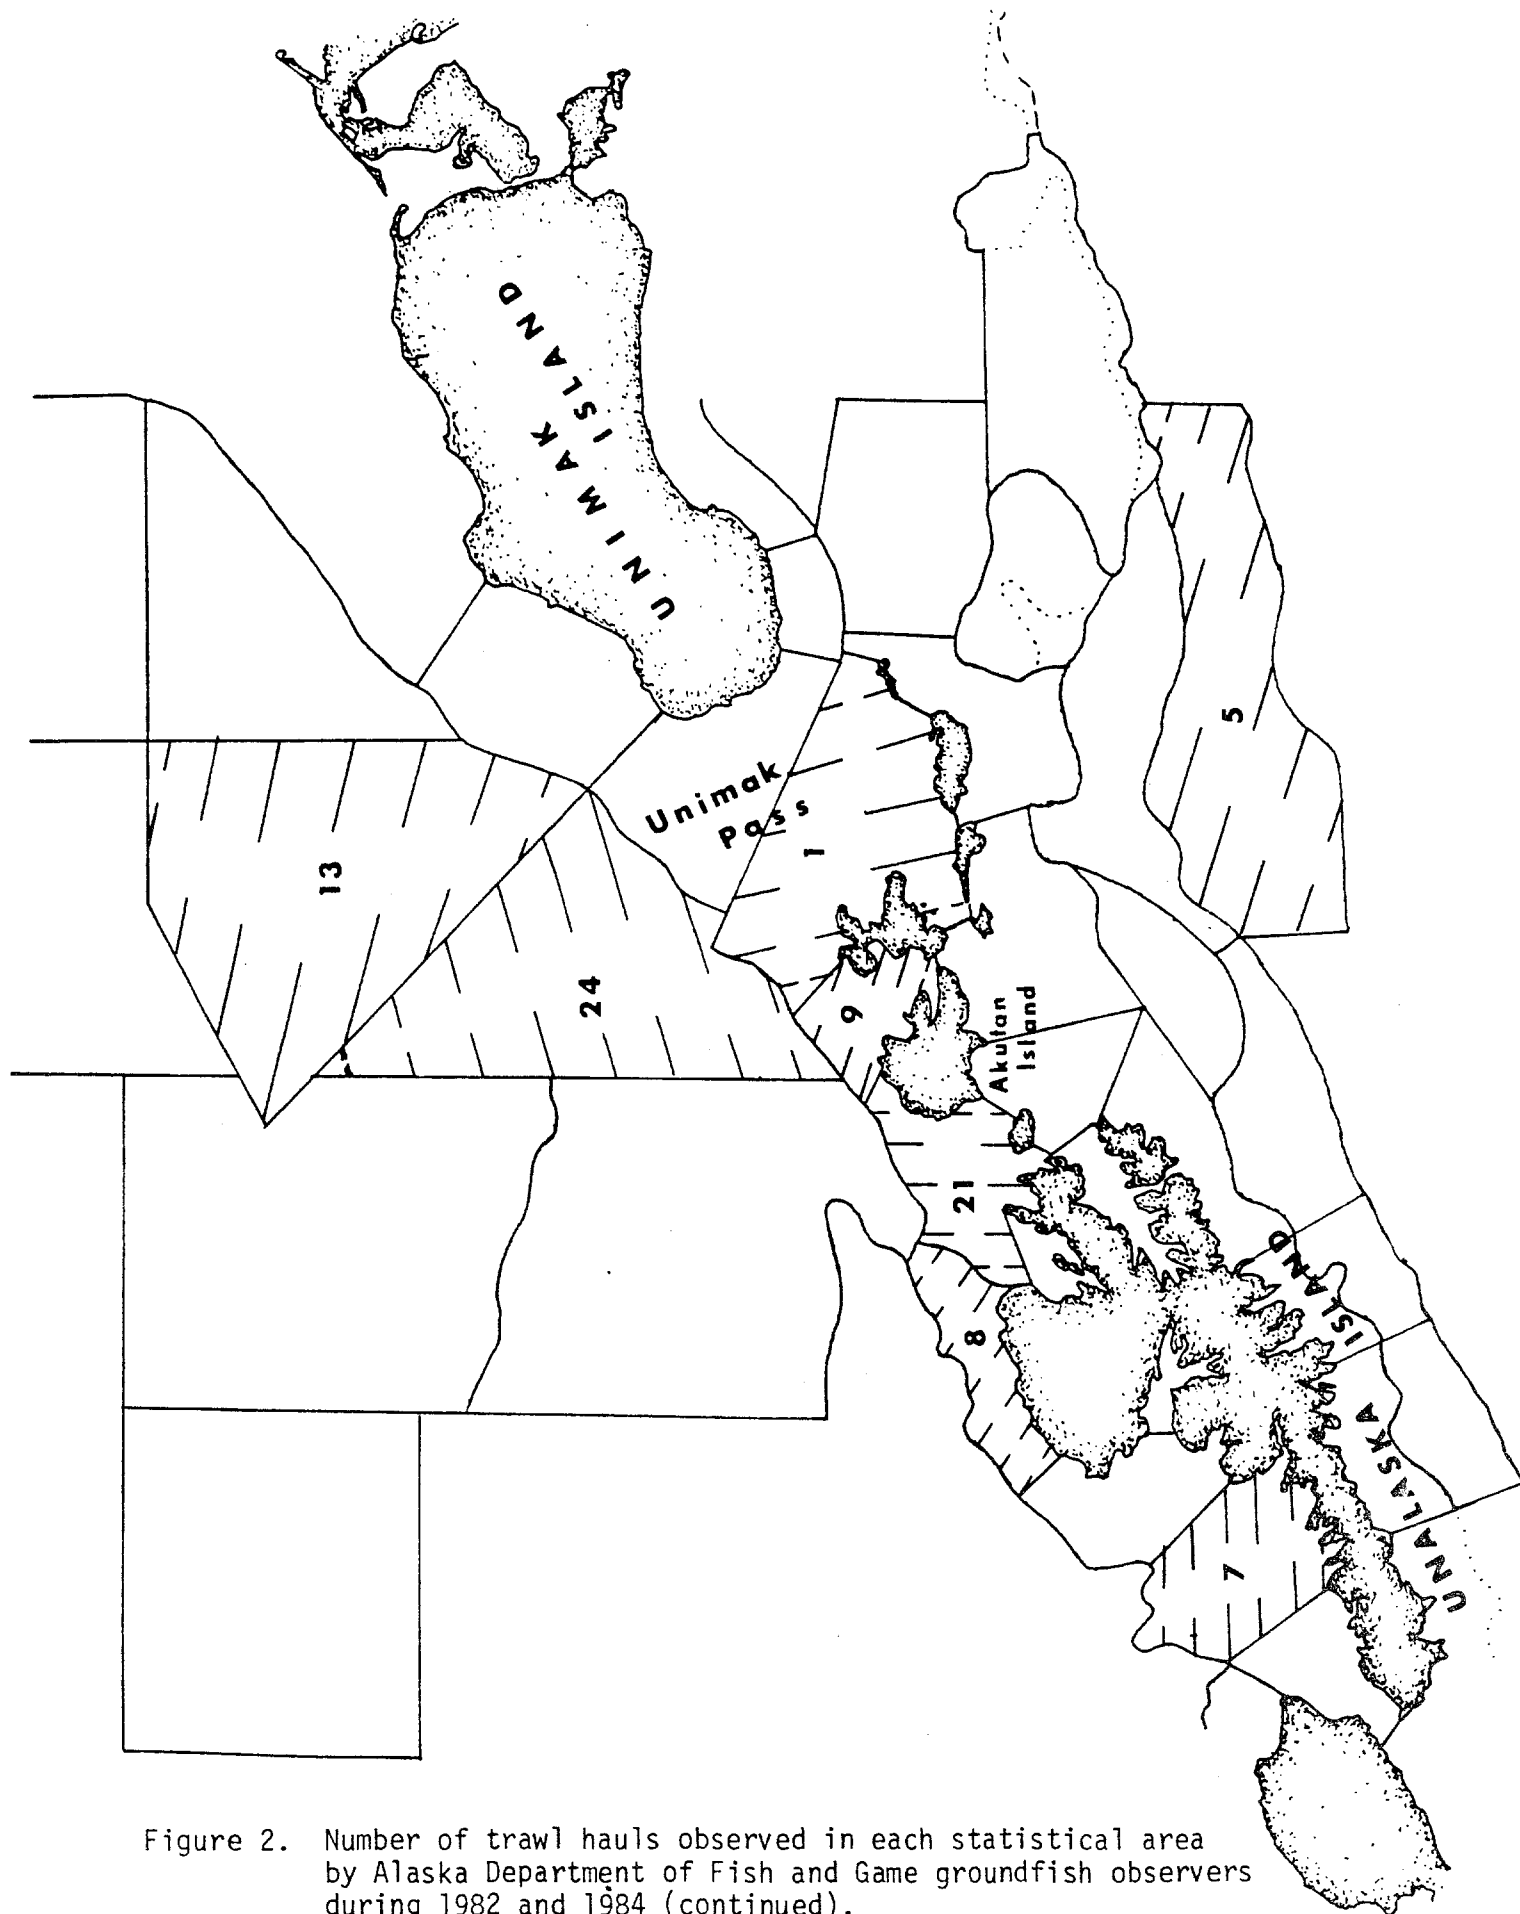 UNIMAK
ISLAND
Unimak
Pass
13
24
1
5
9
Akutan
Island
21
8
7
UNALASKA
ISLAND
Figure 2. Number of trawl hauls observed in each statistical area
by Alaska Department of Fish and Game groundfish observers
during 1982 and 1984 (continued).